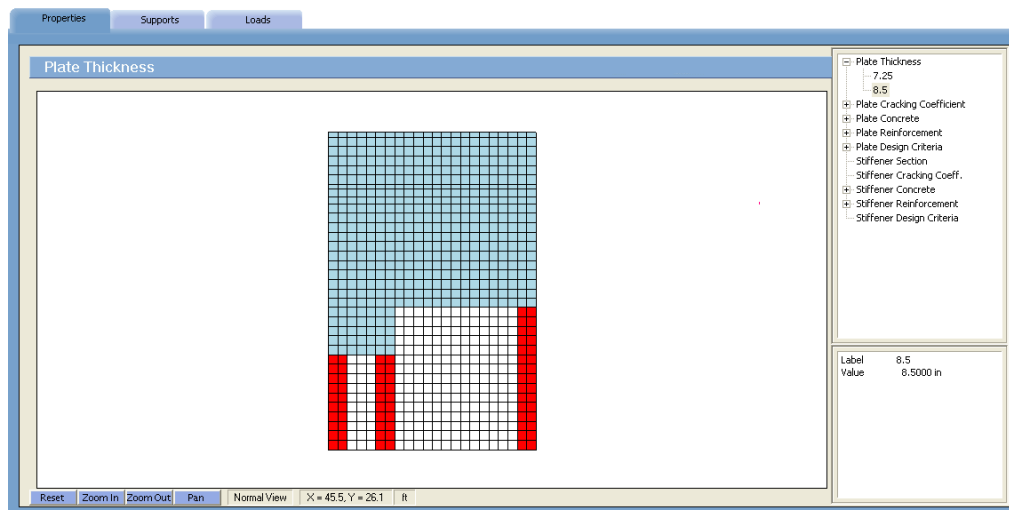 Properties Supports Loads
Plate Thickness
Plate Thickness
7.25
8.5
Plate Cracking Coefficient
Plate Concrete
Plate Reinforcement
Plate Design Criteria
Stiffener Section
Stiffener Cracking Coeff.
Stiffener Concrete
Stiffener Reinforcement
Stiffener Design Criteria
Label 8.5
Value 8.5000 in
Reset Zoom In Zoom Out Pan Normal View X = 45.5, Y = 26.1 ft